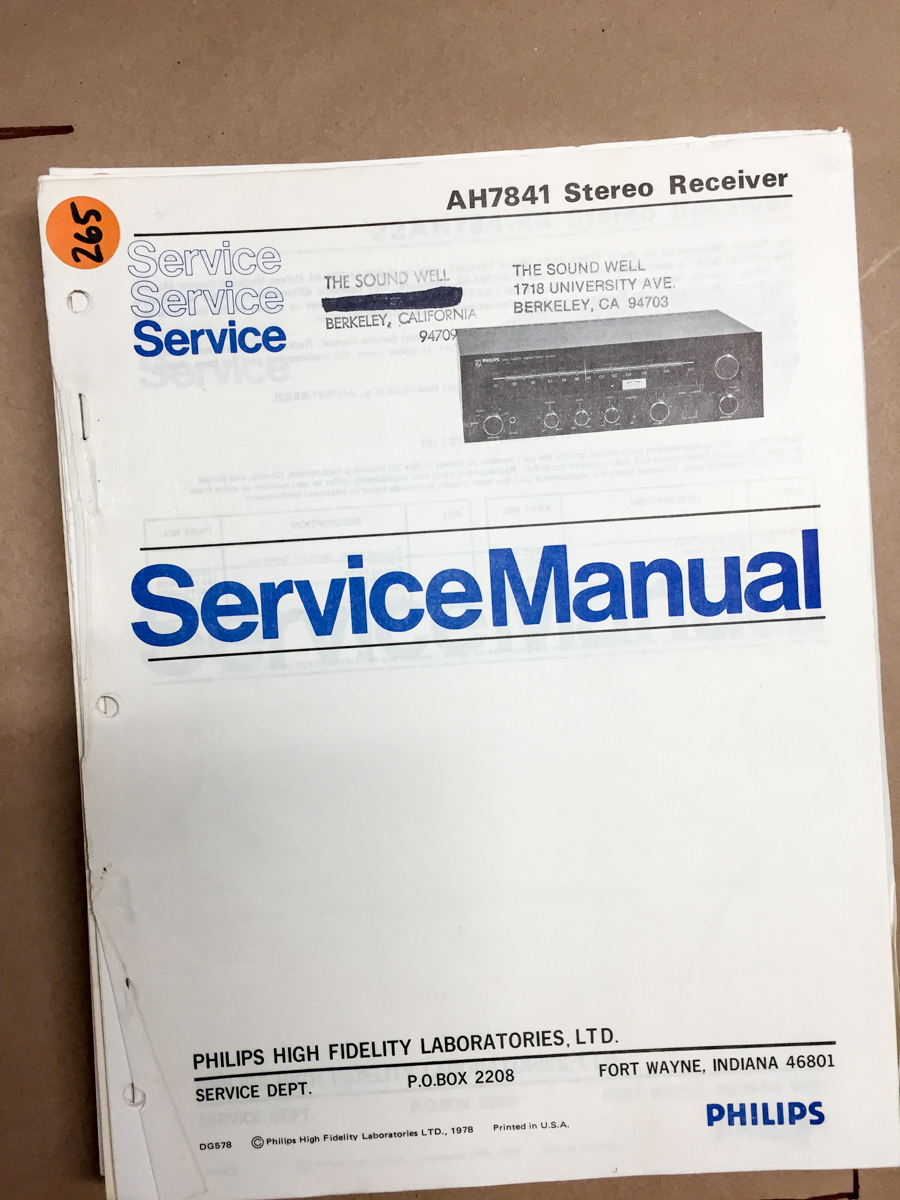 AH7841 Stereo Receiver
265
Service
Service
Service
THE SOUND WELL
BERKELEY, CALIFORNIA
94709
THE SOUND WELL
1718 UNIVERSITY AVE.
BERKELEY, CA 94703
PHILIPS
Service Manual
PHILIPS HIGH FIDELITY LABORATORIES, LTD.
SERVICE DEPT. P.O.BOX 2208 FORT WAYNE, INDIANA 46801
PHILIPS
DG578 © Philips High Fidelity Laboratories LTD., 1978 Printed in U.S.A.